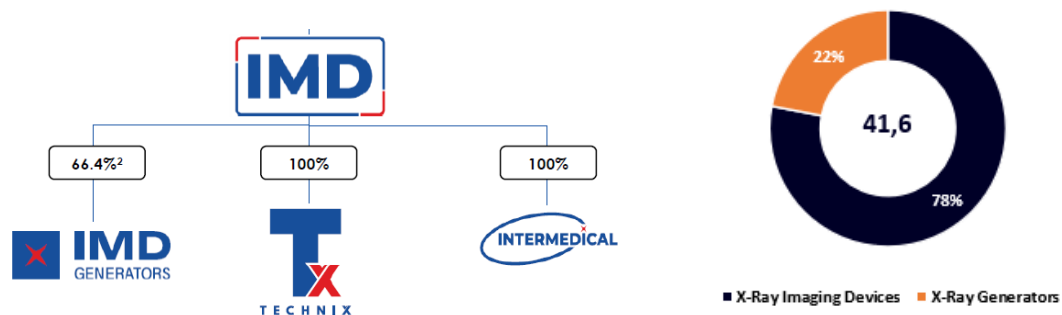 IMD
66.4%²
100%
100%
IMD
GENERATORS
Tx
TECHNIX
INTERMEDICAL
22%
41,6
78%
X-Ray Imaging Devices
X-Ray Generators